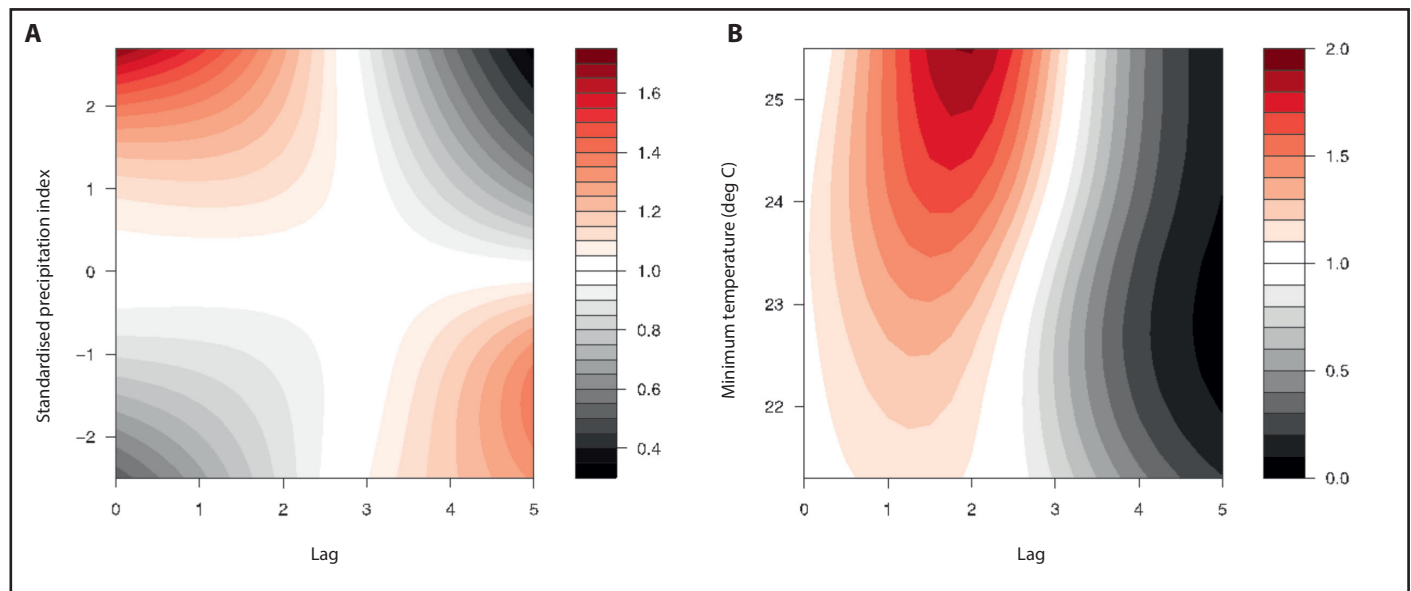 A
B
Standardised precipitation index
2
1
0
−1
−2
0 1 2 3 4 5
Lag
1.6
1.4
1.2
1.0
0.8
0.6
0.4
Minimum temperature (deg C)
25
24
23
22
0 1 2 3 4 5
Lag
2.0
1.5
1.0
0.5
0.0